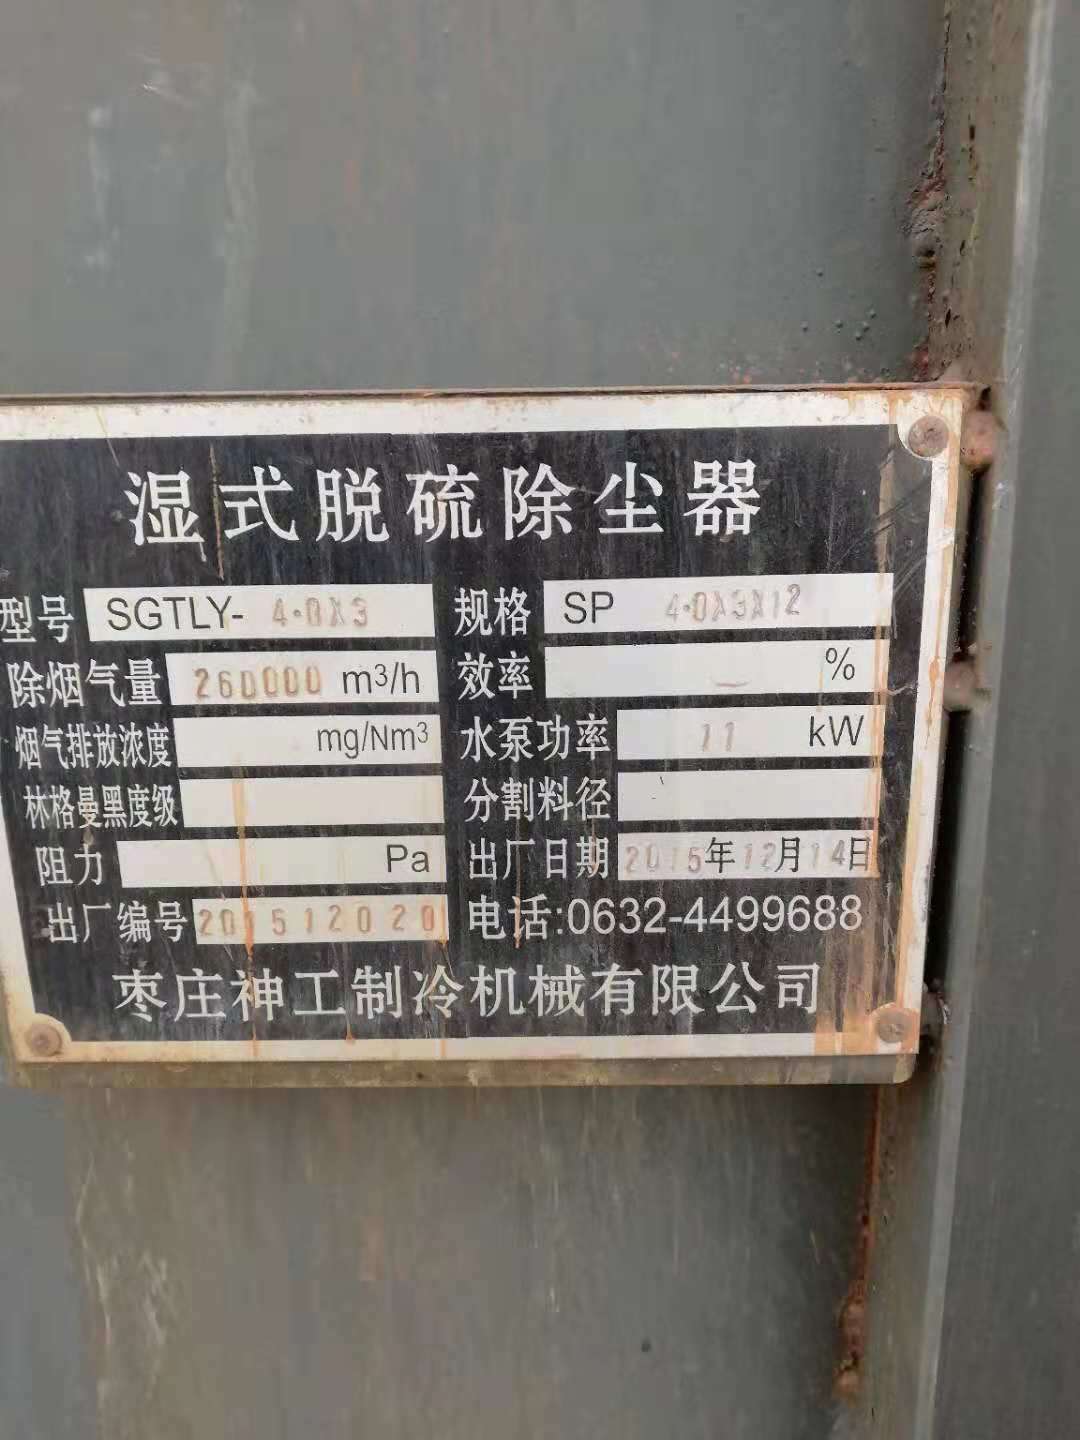 湿式脱硫除尘器
型号 SGTLY- 4.0X3 规格 SP 4.0X3X12
除烟气量 260000 m3/h 效率 %
烟气排放浓度 mg/Nm3 水泵功率 11 kW
林格曼黑度级 分割料径
阻力 Pa 出厂日期 2015年12月14日
出厂编号 201512020 电话:0632-4499688
枣庄神工制冷机械有限公司